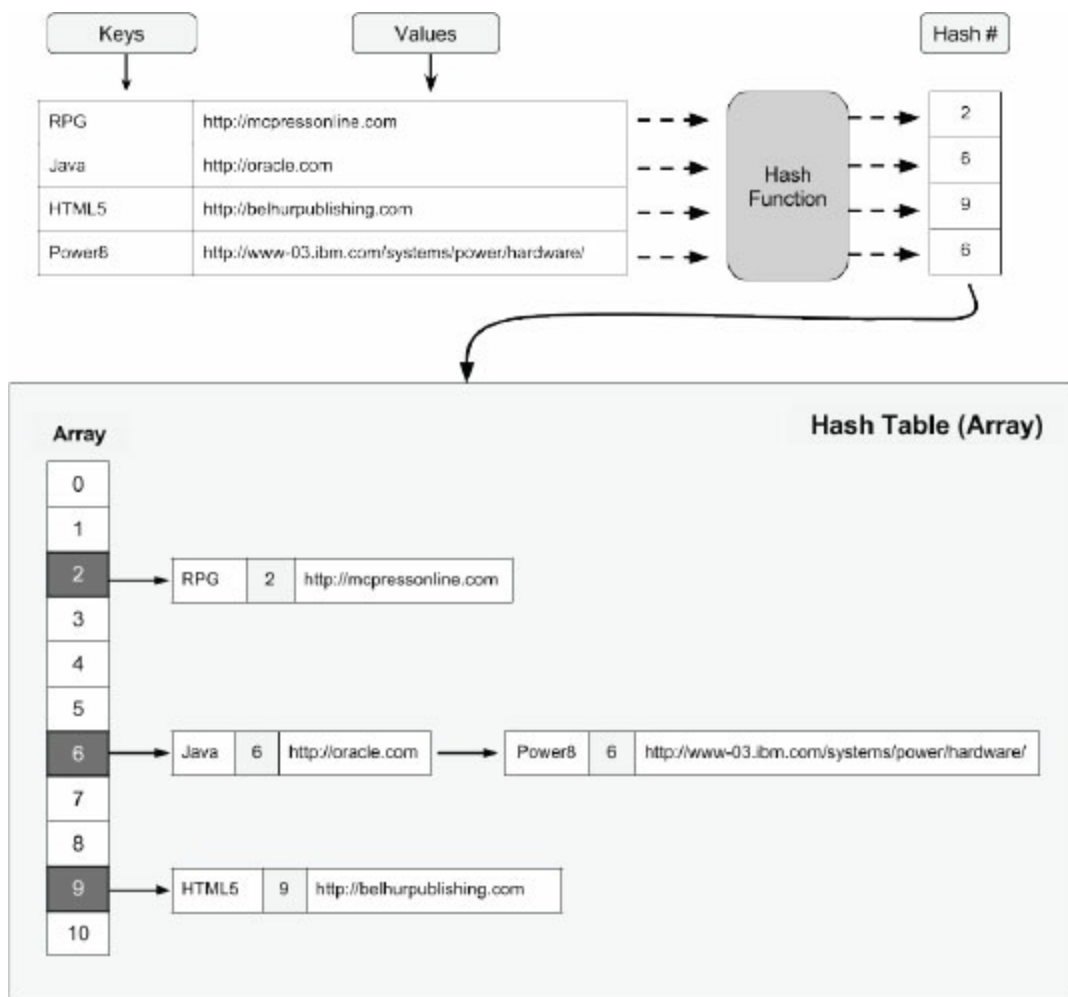 Keys Values Hash #
RPG http://mcpressonline.com 2
Java http://oracle.com 6
Hash
Function
HTML5 http://belhurpublishing.com 9
Power8 http://www-03.ibm.com/systems/power/hardware/ 6
Hash Table (Array)
Array
0
1
2 RPG 2 http://mcpressonline.com
3
4
5
6 Java 6 http://oracle.com Power8 6 http://www-03.ibm.com/systems/power/hardware/
7
8
9 HTML5 9 http://belhurpublishing.com
10